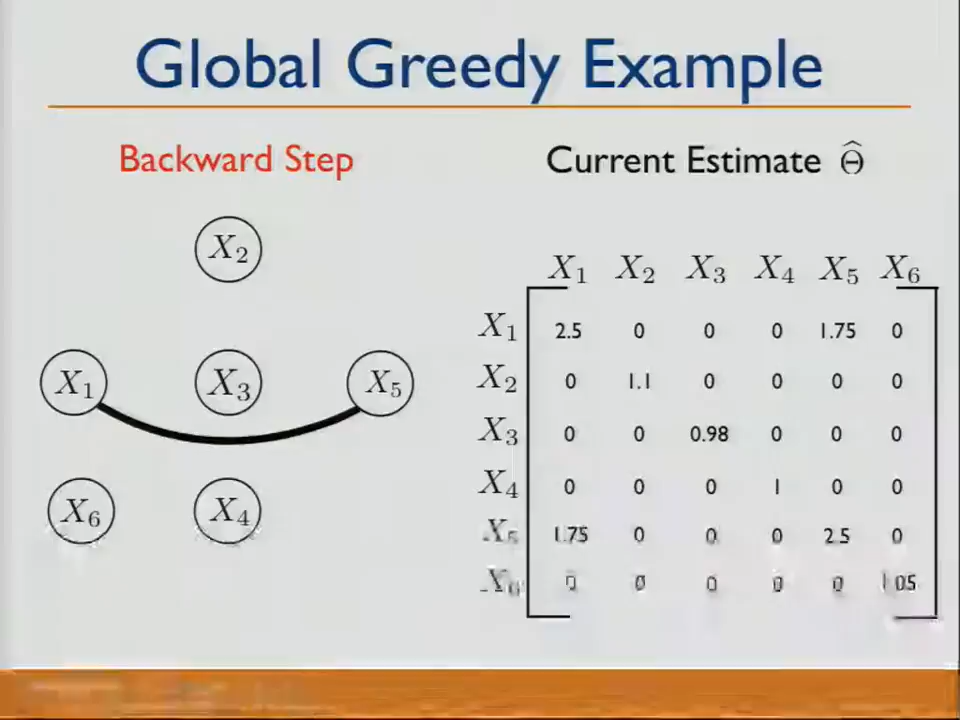 Global Greedy Example
Backward Step
Current Estimate Θ̂
X₂
X₁ X₃ X₅
X₆ X₄
X₁ X₂ X₃ X₄ X₅ X₆
X₁ 2.5 0 0 0 1.75 0
X₂ 0 1.1 0 0 0 0
X₃ 0 0 0.98 0 0 0
X₄ 0 0 0 1 0 0
X₅ 1.75 0 0 0 2.5 0
X₆ 0 0 0 0 0 1.05